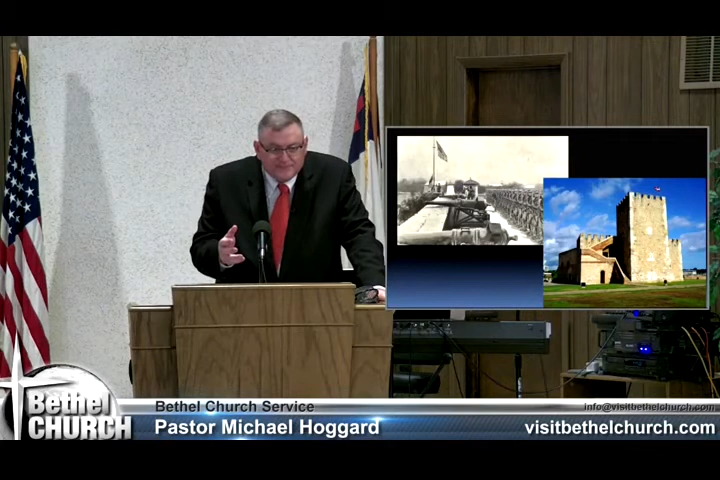 Bethel
CHURCH
Bethel Church Service
info@visitbethelchurch.com
Pastor Michael Hoggard
visitbethelchurch.com